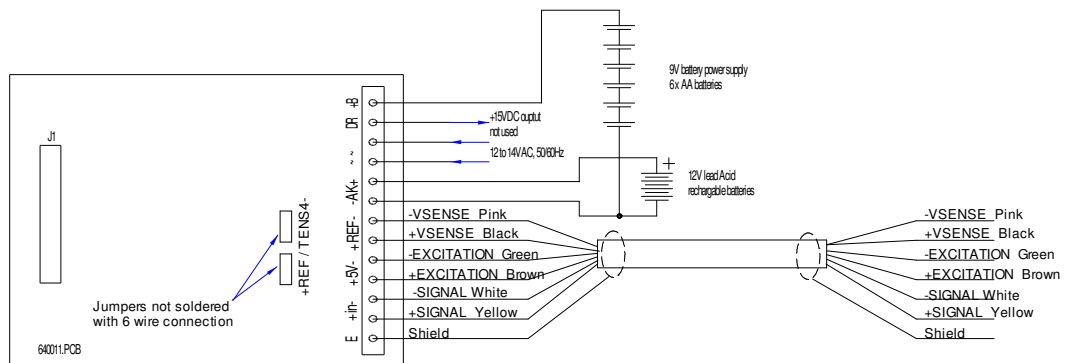 9V battery power supply
6 x AA batteries
J1
+B
DR
+15VDC ouptut
not used
~ ~
12 to 14VAC, 50/60Hz
-AK+
+
12V lead Acid
rechargable batteries
+REF-
+5V-
+in-
E
+REF / TENS4-
-VSENSE Pink
+VSENSE Black
-EXCITATION Green
+EXCITATION Brown
-SIGNAL White
+SIGNAL Yellow
Shield
-VSENSE Pink
+VSENSE Black
-EXCITATION Green
+EXCITATION Brown
-SIGNAL White
+SIGNAL Yellow
Shield
Jumpers not soldered
with 6 wire connection
640011.PCB